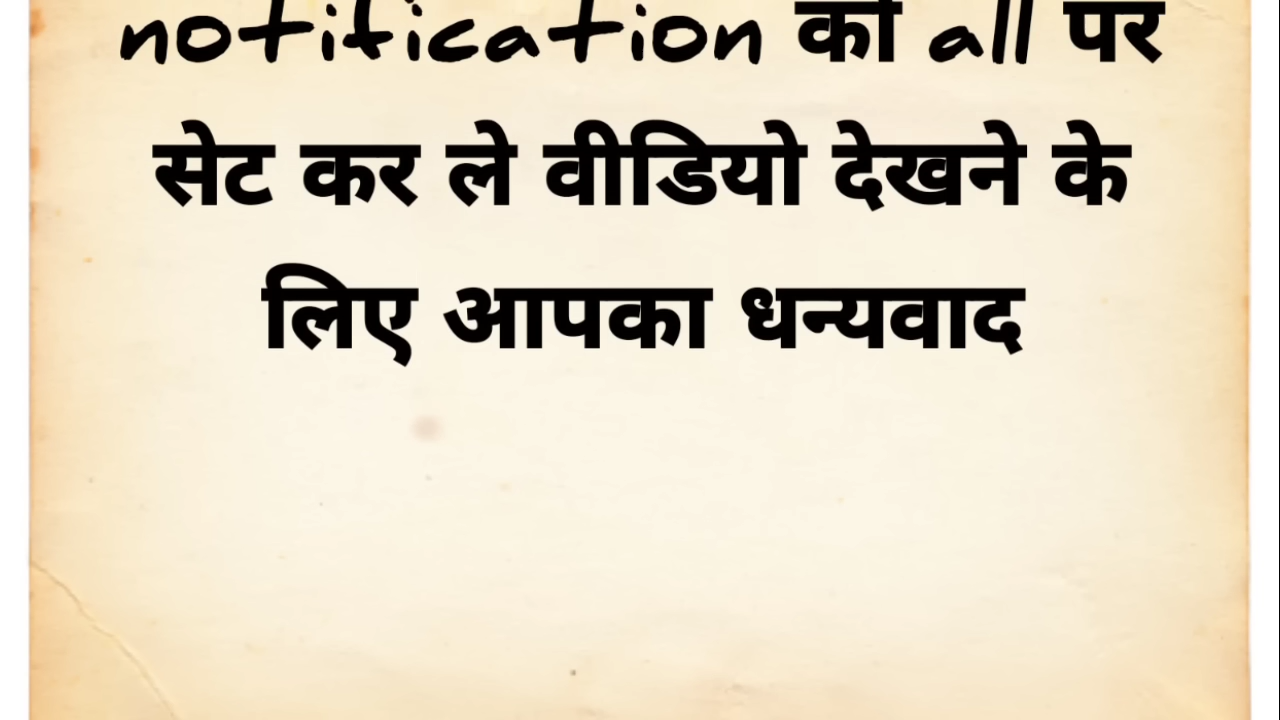 notification को all पर
सेट कर ले वीडियो देखने के
लिए आपका धन्यवाद